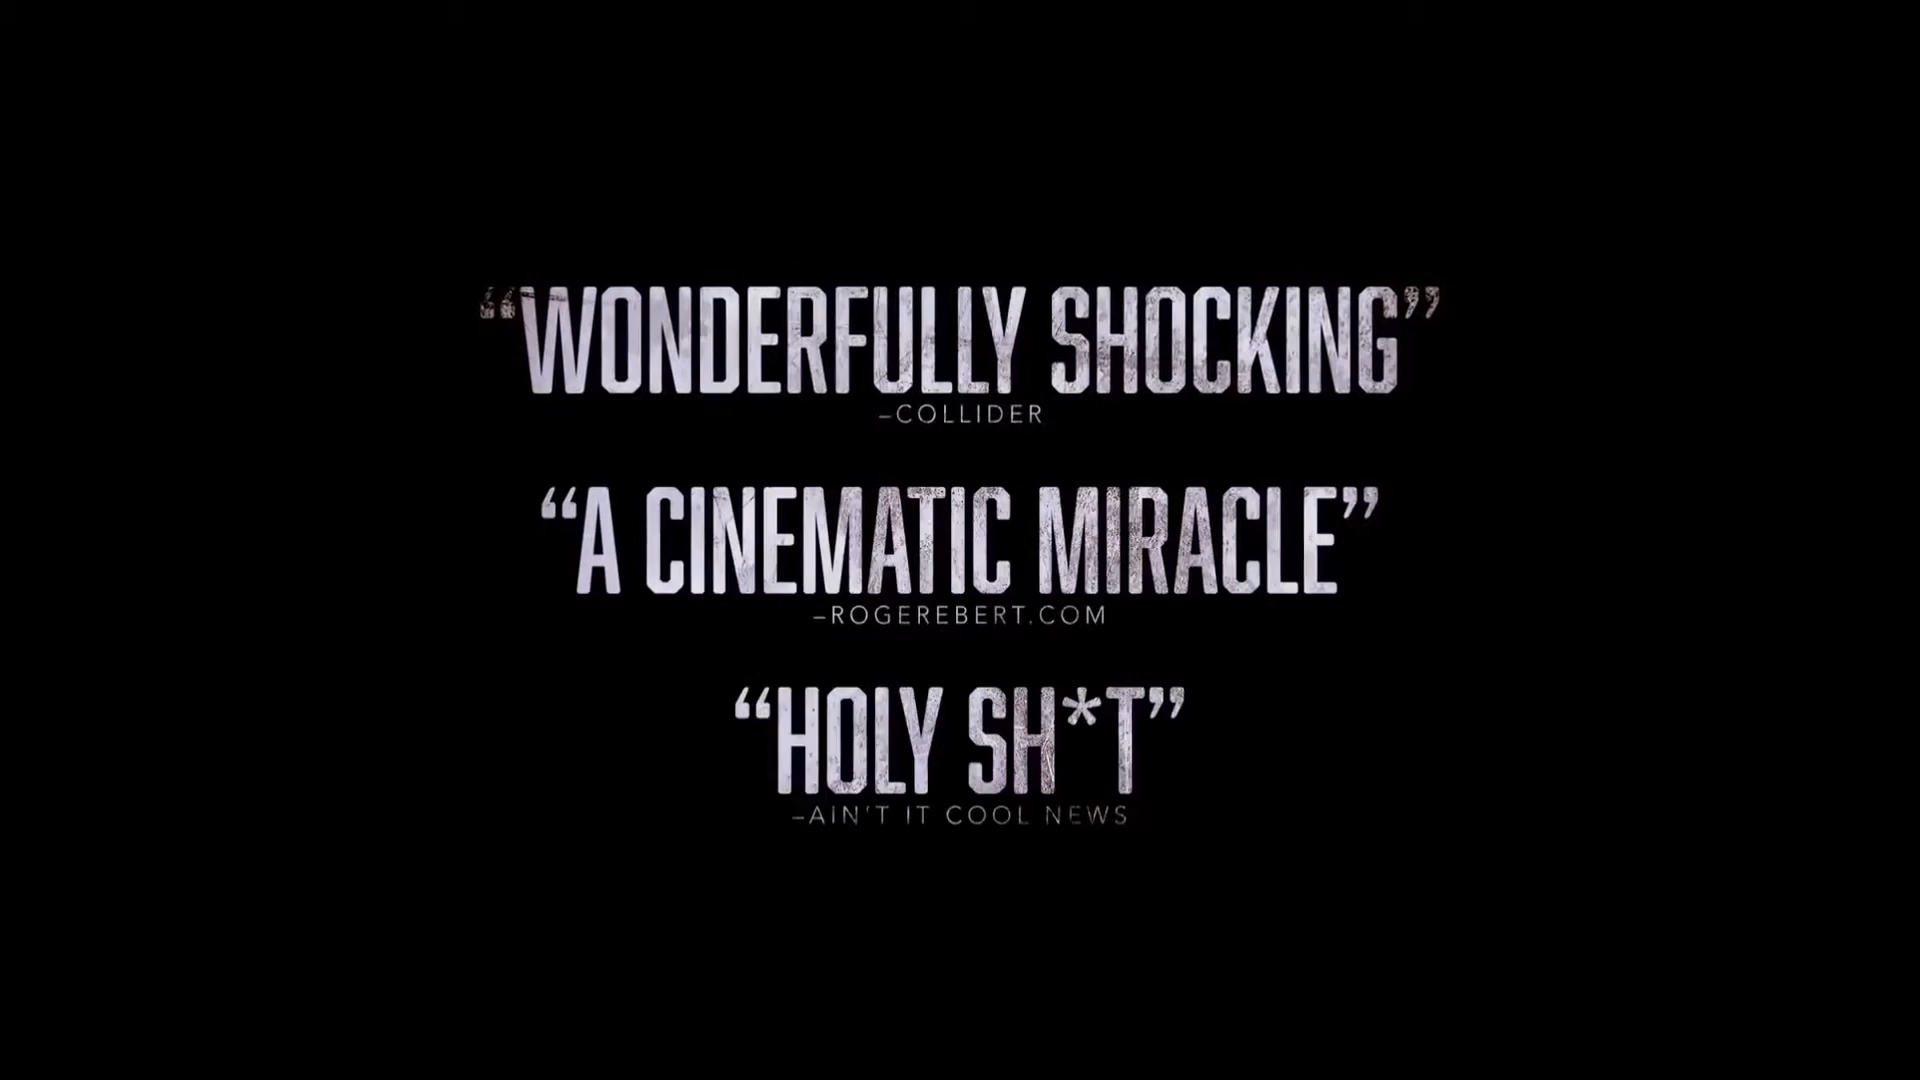 “WONDERFULLY SHOCKING”
–COLLIDER
“A CINEMATIC MIRACLE”
–ROGEREBERT.COM
“HOLY SH*T”
–AIN'T IT COOL NEWS